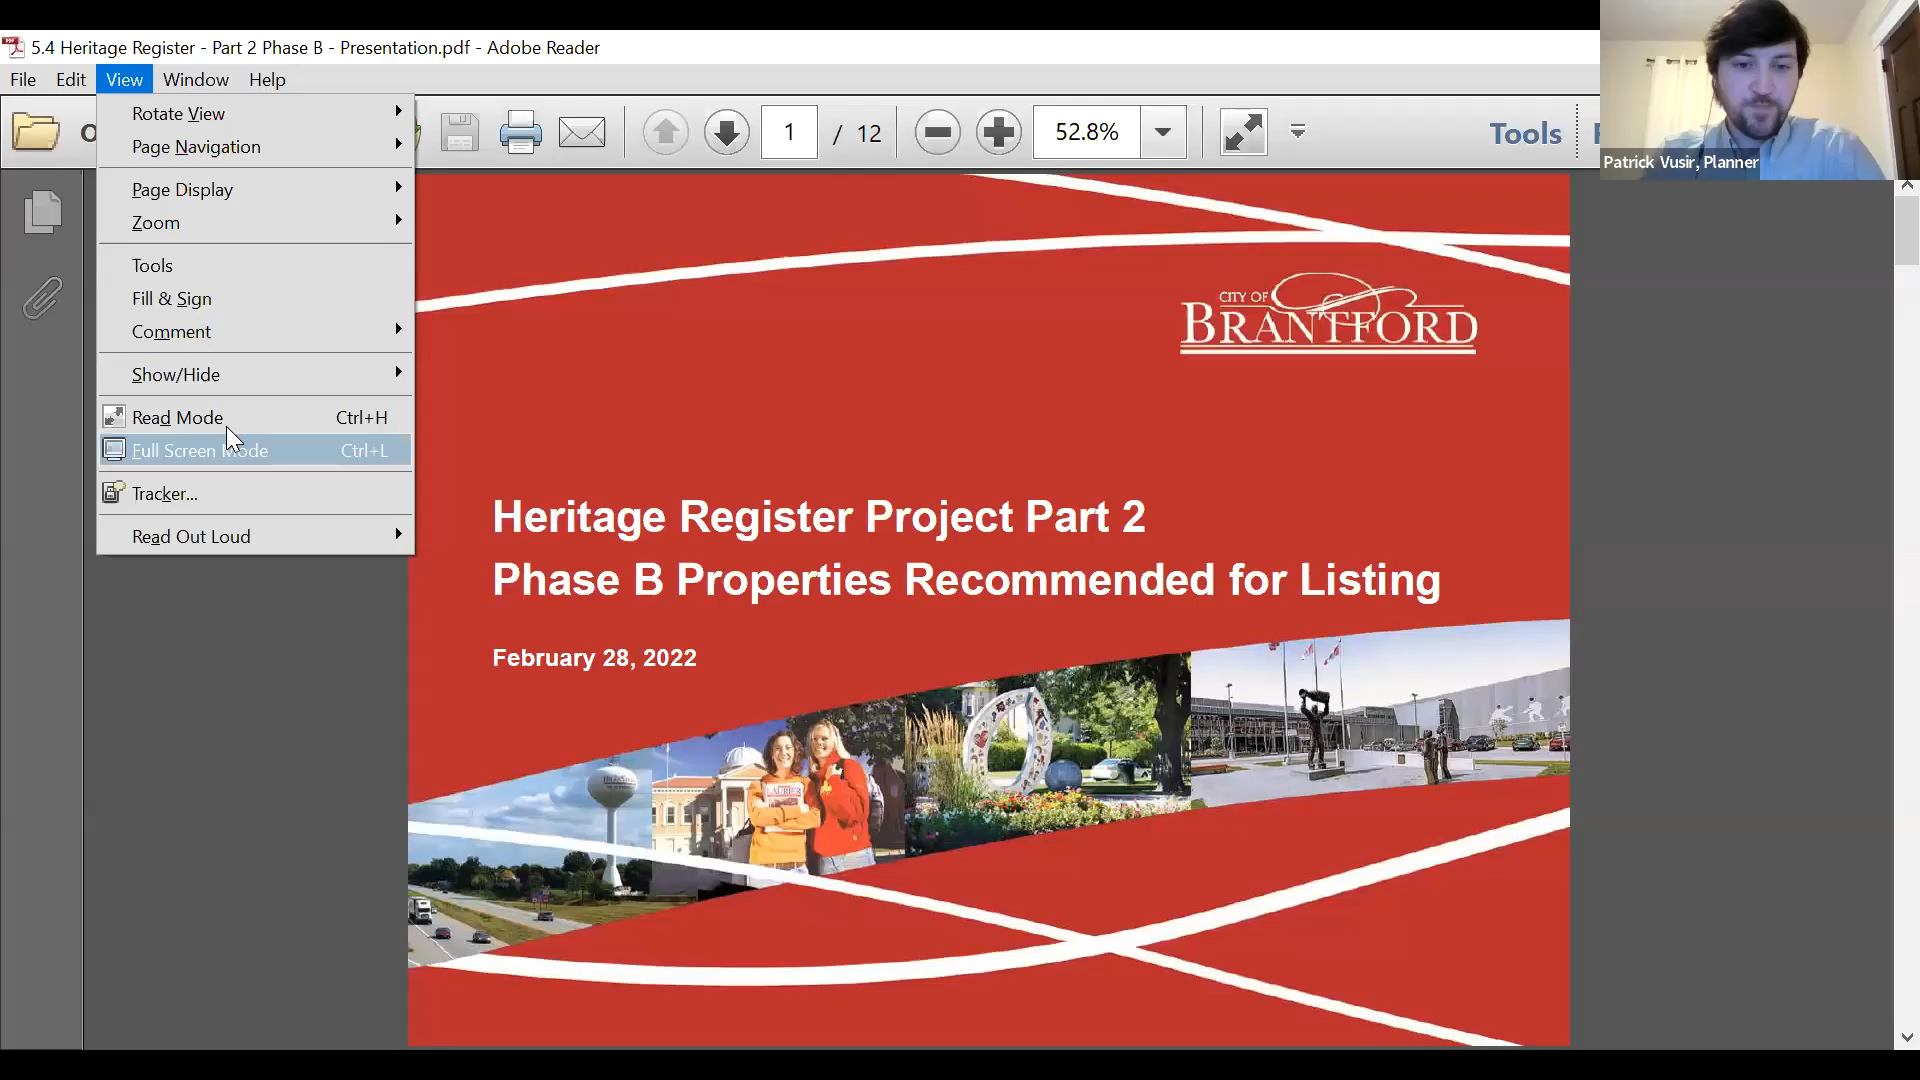 5.4 Heritage Register - Part 2 Phase B - Presentation.pdf - Adobe Reader
File Edit View Window Help
1 / 12 52.8% Tools
Rotate View
Page Navigation
Page Display
Zoom
Tools
Fill & Sign
Comment
Show/Hide
Read Mode Ctrl+H
Full Screen Mode Ctrl+L
Tracker...
Read Out Loud
Patrick Vusir, Planner
CITY OF
BRANTFORD
Heritage Register Project Part 2
Phase B Properties Recommended for Listing
February 28, 2022
LAURIER